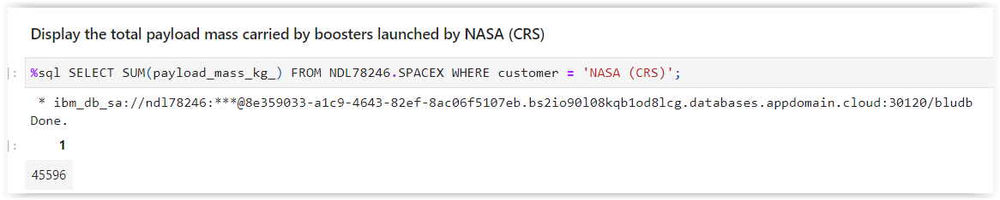 Display the total payload mass carried by boosters launched by NASA (CRS)
]: %sql SELECT SUM(payload_mass_kg_) FROM NDL78246.SPACEX WHERE customer = 'NASA (CRS)';
* ibm_db_sa://ndl78246:***@8e359033-a1c9-4643-82ef-8ac06f5107eb.bs2io90l08kqb1od8lcg.databases.appdomain.cloud:30120/bludb
Done.
]: 1
45596